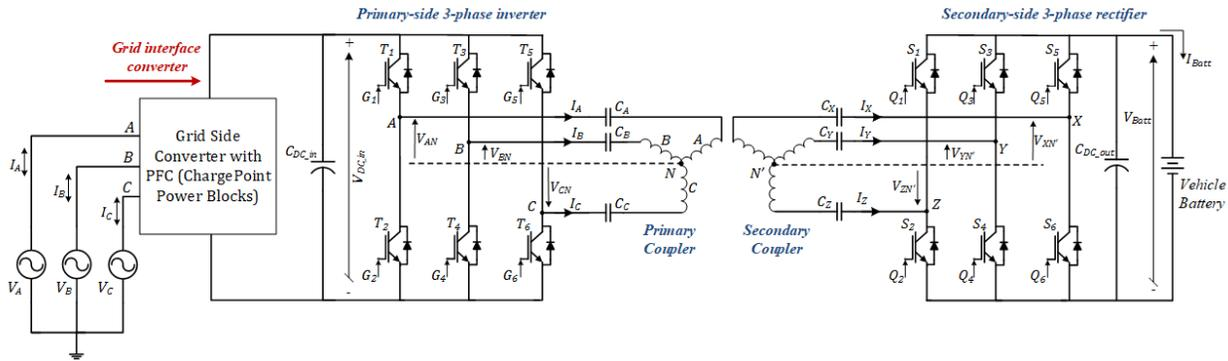 Primary-side 3-phase inverter
Secondary-side 3-phase rectifier
Grid interface
converter
Grid Side
Converter with
PFC (ChargePoint
Power Blocks)
A
B
C
I_A
I_B
I_C
V_A
V_B
V_C
C_DC_in
+
V_DC_in
-
T_1
T_3
T_5
G_1
G_3
G_5
A
B
C
V_AN
V_BN
V_CN
T_2
T_4
T_6
G_2
G_4
G_6
I_A
C_A
I_B
C_B
I_C
C_C
B
A
N
C
Primary
Coupler
N'
Secondary
Coupler
C_X
I_X
C_Y
I_Y
C_Z
I_Z
S_1
S_3
S_5
Q_1
Q_3
Q_5
X
Y
Z
V_XN'
V_YN'
V_ZN'
S_2
S_4
S_6
Q_2
Q_4
Q_6
C_DC_out
+
V_Batt
-
I_Batt
Vehicle
Battery